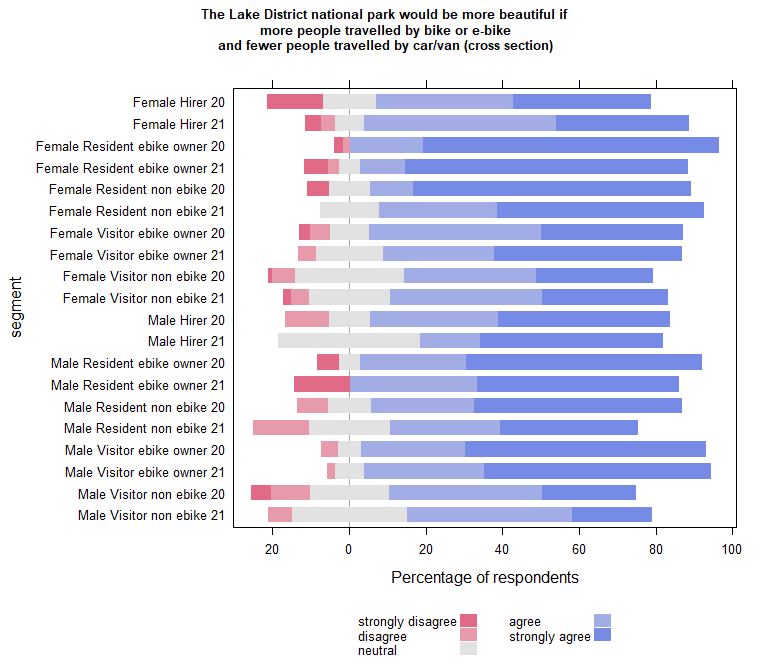 The Lake District national park would be more beautiful if
more people travelled by bike or e-bike
and fewer people travelled by car/van (cross section)
Female Hirer 20
Female Hirer 21
Female Resident ebike owner 20
Female Resident ebike owner 21
Female Resident non ebike 20
Female Resident non ebike 21
Female Visitor ebike owner 20
Female Visitor ebike owner 21
Female Visitor non ebike 20
Female Visitor non ebike 21
Male Hirer 20
Male Hirer 21
Male Resident ebike owner 20
Male Resident ebike owner 21
Male Resident non ebike 20
Male Resident non ebike 21
Male Visitor ebike owner 20
Male Visitor ebike owner 21
Male Visitor non ebike 20
Male Visitor non ebike 21
segment
20 0 20 40 60 80 100
Percentage of respondents
strongly disagree
disagree
neutral
agree
strongly agree